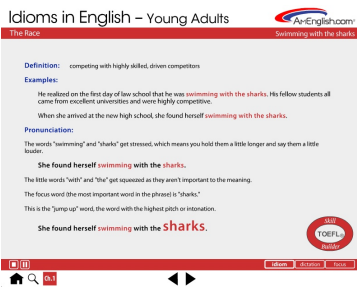 Idioms in English – Young Adults
AmEnglish.com
The Race
Swimming with the sharks
Definition: competing with highly skilled, driven competitors
Examples:
He realized on the first day of law school that he was swimming with the sharks. His fellow students all
came from excellent universities and were highly competitive.
When she arrived at the new high school, she found herself swimming with the sharks.
Pronunciation:
The words "swimming" and "sharks" get stressed, which means you hold them a little longer and say them a little
louder.
She found herself swimming with the sharks.
The little words "with" and "the" get squeezed as they aren't important to the meaning.
The focus word (the most important word in the phrase) is "sharks."
This is the "jump up" word, the word with the highest pitch or intonation.
She found herself swimming with the sharks.
Skill
TOEFL®
Builder
idiom dictation focus
Ch.1